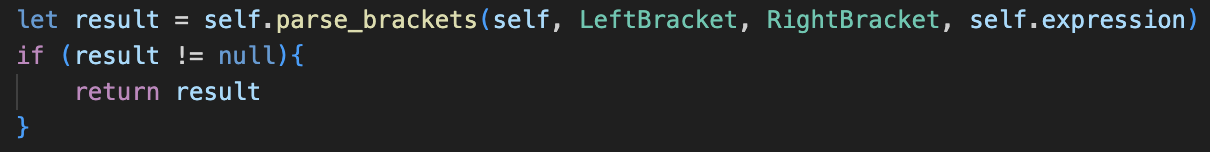 let result = self.parse_brackets(self, LeftBracket, RightBracket, self.expression)
if (result != null){
    return result
}